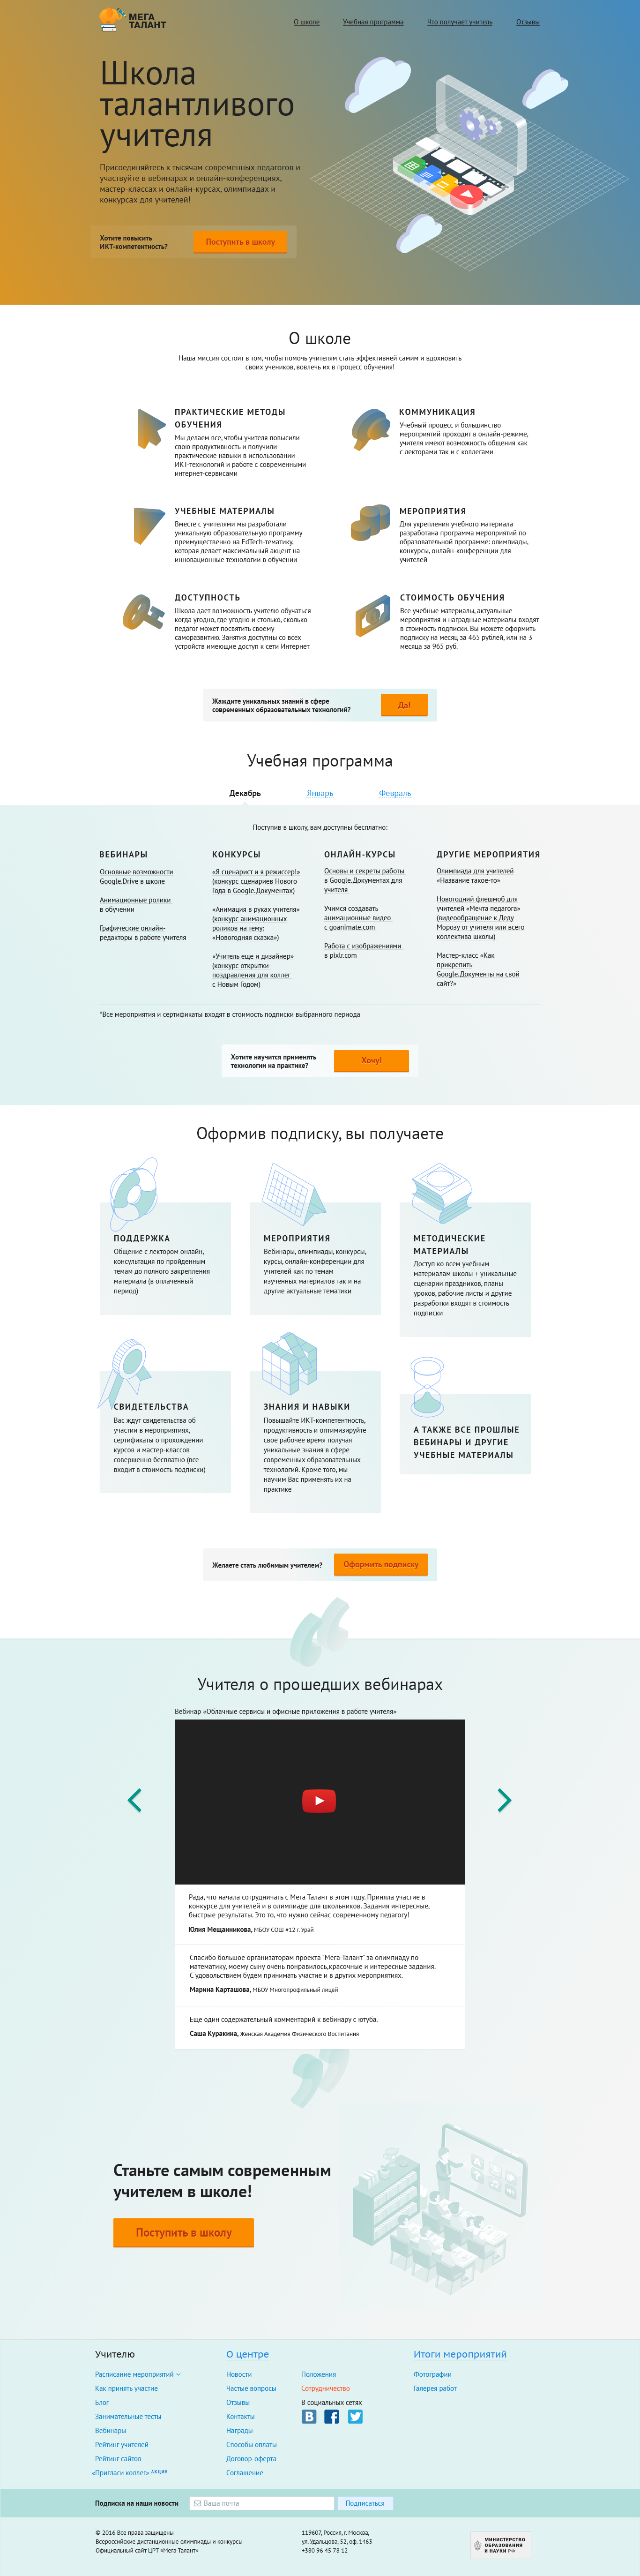 МЕГА
ТАЛАНТ
О школе
Учебная программа
Что получает учитель
Отзывы
Школа
талантливого
учителя
Присоединяйтесь к тысячам современных педагогов и
участвуйте в вебинарах и онлайн-конференциях,
мастер-классах и онлайн-курсах, олимпиадах и
конкурсах для учителей!
Хотите повысить
ИКТ-компетентность?
Поступить в школу
О школе
Наша миссия состоит в том, чтобы помочь учителям стать эффективней самим и вдохновить
своих учеников, вовлечь их в процесс обучения!
ПРАКТИЧЕСКИЕ МЕТОДЫ
ОБУЧЕНИЯ
Мы делаем все, чтобы учителя повысили
свою продуктивность и получили
практические навыки в использовании
ИКТ-технологий и работе с современными
интернет-сервисами
КОММУНИКАЦИЯ
Учебный процесс и большинство
мероприятий проходит в онлайн-режиме,
учителя имеют возможность общения как
с лекторами так и с коллегами
УЧЕБНЫЕ МАТЕРИАЛЫ
Вместе с учителями мы разработали
уникальную образовательную программу
преимущественно на EdTech-тематику,
которая делает максимальный акцент на
инновационные технологии в обучении
МЕРОПРИЯТИЯ
Для укрепления учебного материала
разработана программа мероприятий по
образовательной программе: олимпиады,
конкурсы, онлайн-конференции для
учителей
ДОСТУПНОСТЬ
Школа дает возможность учителю обучаться
когда угодно, где угодно и столько, сколько
педагог может посвятить своему
саморазвитию. Занятия доступны со всех
устройств имеющие доступ к сети Интернет
СТОИМОСТЬ ОБУЧЕНИЯ
Все учебные материалы, актуальные
мероприятия и наградные материалы входят
в стоимость подписки. Вы можете оформить
подписку на месяц за 465 рублей, или на 3
месяца за 965 руб.
Жаждите уникальных знаний в сфере
современных образовательных технологий?
Да!
Учебная программа
Декабрь
Январь
Февраль
Поступив в школу, вам доступны бесплатно:
ВЕБИНАРЫ
Основные возможности
Google.Drive в школе
Анимационные ролики
в обучении
Графические онлайн-
редакторы в работе учителя
КОНКУРСЫ
«Я сценарист и я режиссер!»
(конкурс сценариев Нового
Года в Google.Документах)
«Анимация в руках учителя»
(конкурс анимационных
роликов на тему:
«Новогодняя сказка»)
«Учитель еще и дизайнер»
(конкурс открытки-
поздравления для коллег
с Новым Годом)
ОНЛАЙН-КУРСЫ
Основы и секреты работы
в Google.Документах для
учителя
Учимся создавать
анимационные видео
с goanimate.com
Работа с изображениями
в pixlr.com
ДРУГИЕ МЕРОПРИЯТИЯ
Олимпиада для учителей
«Название такое-то»
Новогодний флешмоб для
учителей «Мечта педагога»
(видеообращение к Деду
Морозу от учителя или всего
коллектива школы)
Мастер-класс «Как
прикрепить
Google.Документы на свой
сайт?»
*Все мероприятия и сертификаты входят в стоимость подписки выбранного периода
Хотите научится применять
технологии на практике?
Хочу!
Оформив подписку, вы получаете
ПОДДЕРЖКА
Общение с лектором онлайн,
консультация по пройденным
темам до полного закрепления
материала (в оплаченный
период)
МЕРОПРИЯТИЯ
Вебинары, олимпиады, конкурсы,
курсы, онлайн-конференции для
учителей как по темам
изученных материалов так и на
другие актуальные тематики
МЕТОДИЧЕСКИЕ
МАТЕРИАЛЫ
Доступ ко всем учебным
материалам школы + уникальные
сценарии праздников, планы
уроков, рабочие листы и другие
разработки входят в стоимость
подписки
СВИДЕТЕЛЬСТВА
Вас ждут свидетельства об
участии в мероприятиях,
сертификаты о прохождении
курсов и мастер-классов
совершенно бесплатно (все
входит в стоимость подписки)
ЗНАНИЯ И НАВЫКИ
Повышайте ИКТ-компетентность,
продуктивность и оптимизируйте
свое рабочее время получая
уникальные знания в сфере
современных образовательных
технологий. Кроме того, мы
научим Вас применять их на
практике
А ТАКЖЕ ВСЕ ПРОШЛЫЕ
ВЕБИНАРЫ И ДРУГИЕ
УЧЕБНЫЕ МАТЕРИАЛЫ
Желаете стать любимым учителем?
Оформить подписку
Учителя о прошедших вебинарах
Вебинар «Облачные сервисы и офисные приложения в работе учителя»
Рада, что начала сотрудничать с Мега Талант в этом году. Приняла участие в
конкурсе для учителей и в олимпиаде для школьников. Задания интересные,
быстрые результаты. Это то, что нужно сейчас современному педагогу!
Юлия Мещанникова, МБОУ СОШ #12 г. Урай
Спасибо большое организаторам проекта "Мега-Талант" за олимпиаду по
математику, моему сыну очень понравилось,красочные и интересные задания.
С удовольствием будем принимать участие и в других мероприятиях.
Марина Карташова, МБОУ Многопрофильный лицей
Еще один содержательный комментарий к вебинару с ютуба.
Саша Куракина, Женская Академия Физического Воспитания
Станьте самым современным
учителем в школе!
Поступить в школу
Учителю
Расписание мероприятий
Как принять участие
Блог
Занимательные тесты
Вебинары
Рейтинг учителей
Рейтинг сайтов
«Пригласи коллег» АКЦИЯ
О центре
Новости
Частые вопросы
Отзывы
Контакты
Награды
Способы оплаты
Договор-оферта
Соглашение
Положения
Сотрудничество
В социальных сетях
Итоги мероприятий
Фотографии
Галерея работ
Подписка на наши новости
Ваша почта
Подписаться
© 2016 Все права защищены
Всероссийские дистанционные олимпиады и конкурсы
Официальный сайт ЦРТ «Мега-Талант»
119607, Россия, г. Москва,
ул. Удальцова, 52, оф. 1463
+380 96 45 78 12
МИНИСТЕРСТВО
ОБРАЗОВАНИЯ
И НАУКИ РФ